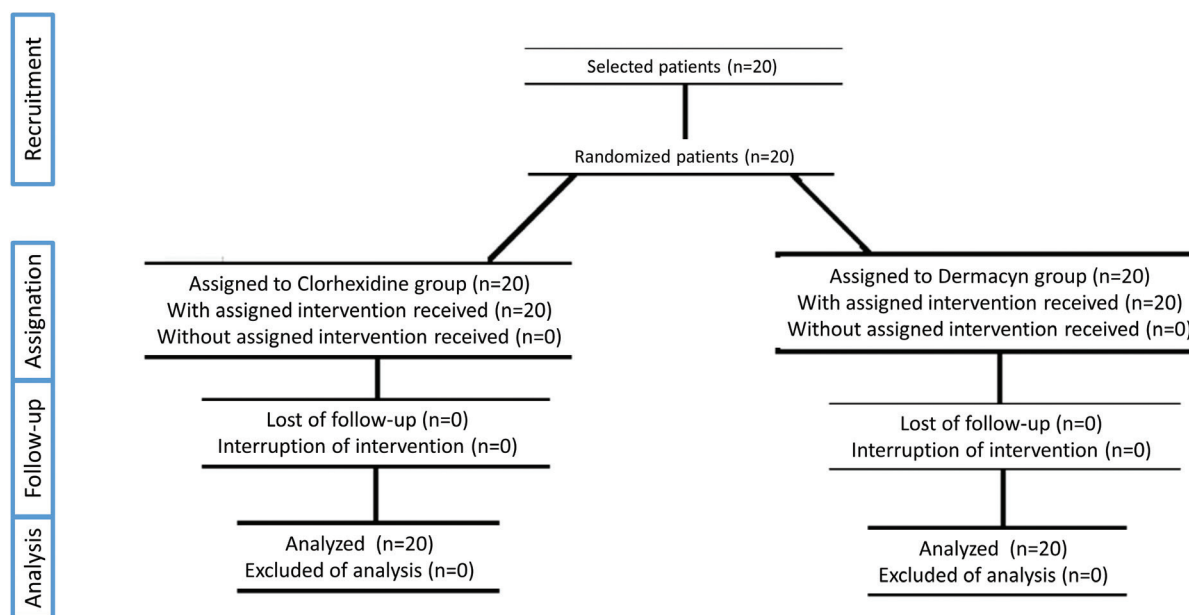 Recruitment
Selected patients (n=20)
Randomized patients (n=20)
Assignation
Assigned to Clorhexidine group (n=20)
With assigned intervention received (n=20)
Without assigned intervention received (n=0)
Assigned to Dermacyn group (n=20)
With assigned intervention received (n=20)
Without assigned intervention received (n=0)
Follow-up
Lost of follow-up (n=0)
Interruption of intervention (n=0)
Lost of follow-up (n=0)
Interruption of intervention (n=0)
Analysis
Analyzed (n=20)
Excluded of analysis (n=0)
Analyzed (n=20)
Excluded of analysis (n=0)